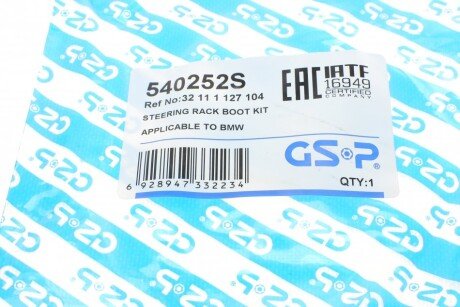 540252S
Ref No:32 11 1 127 104
STEERING RACK BOOT KIT
APPLICABLE TO BMW
6 928947 332234
EAC
IATF
16949
CERTIFIED
COMPANY
GSP
QTY:1